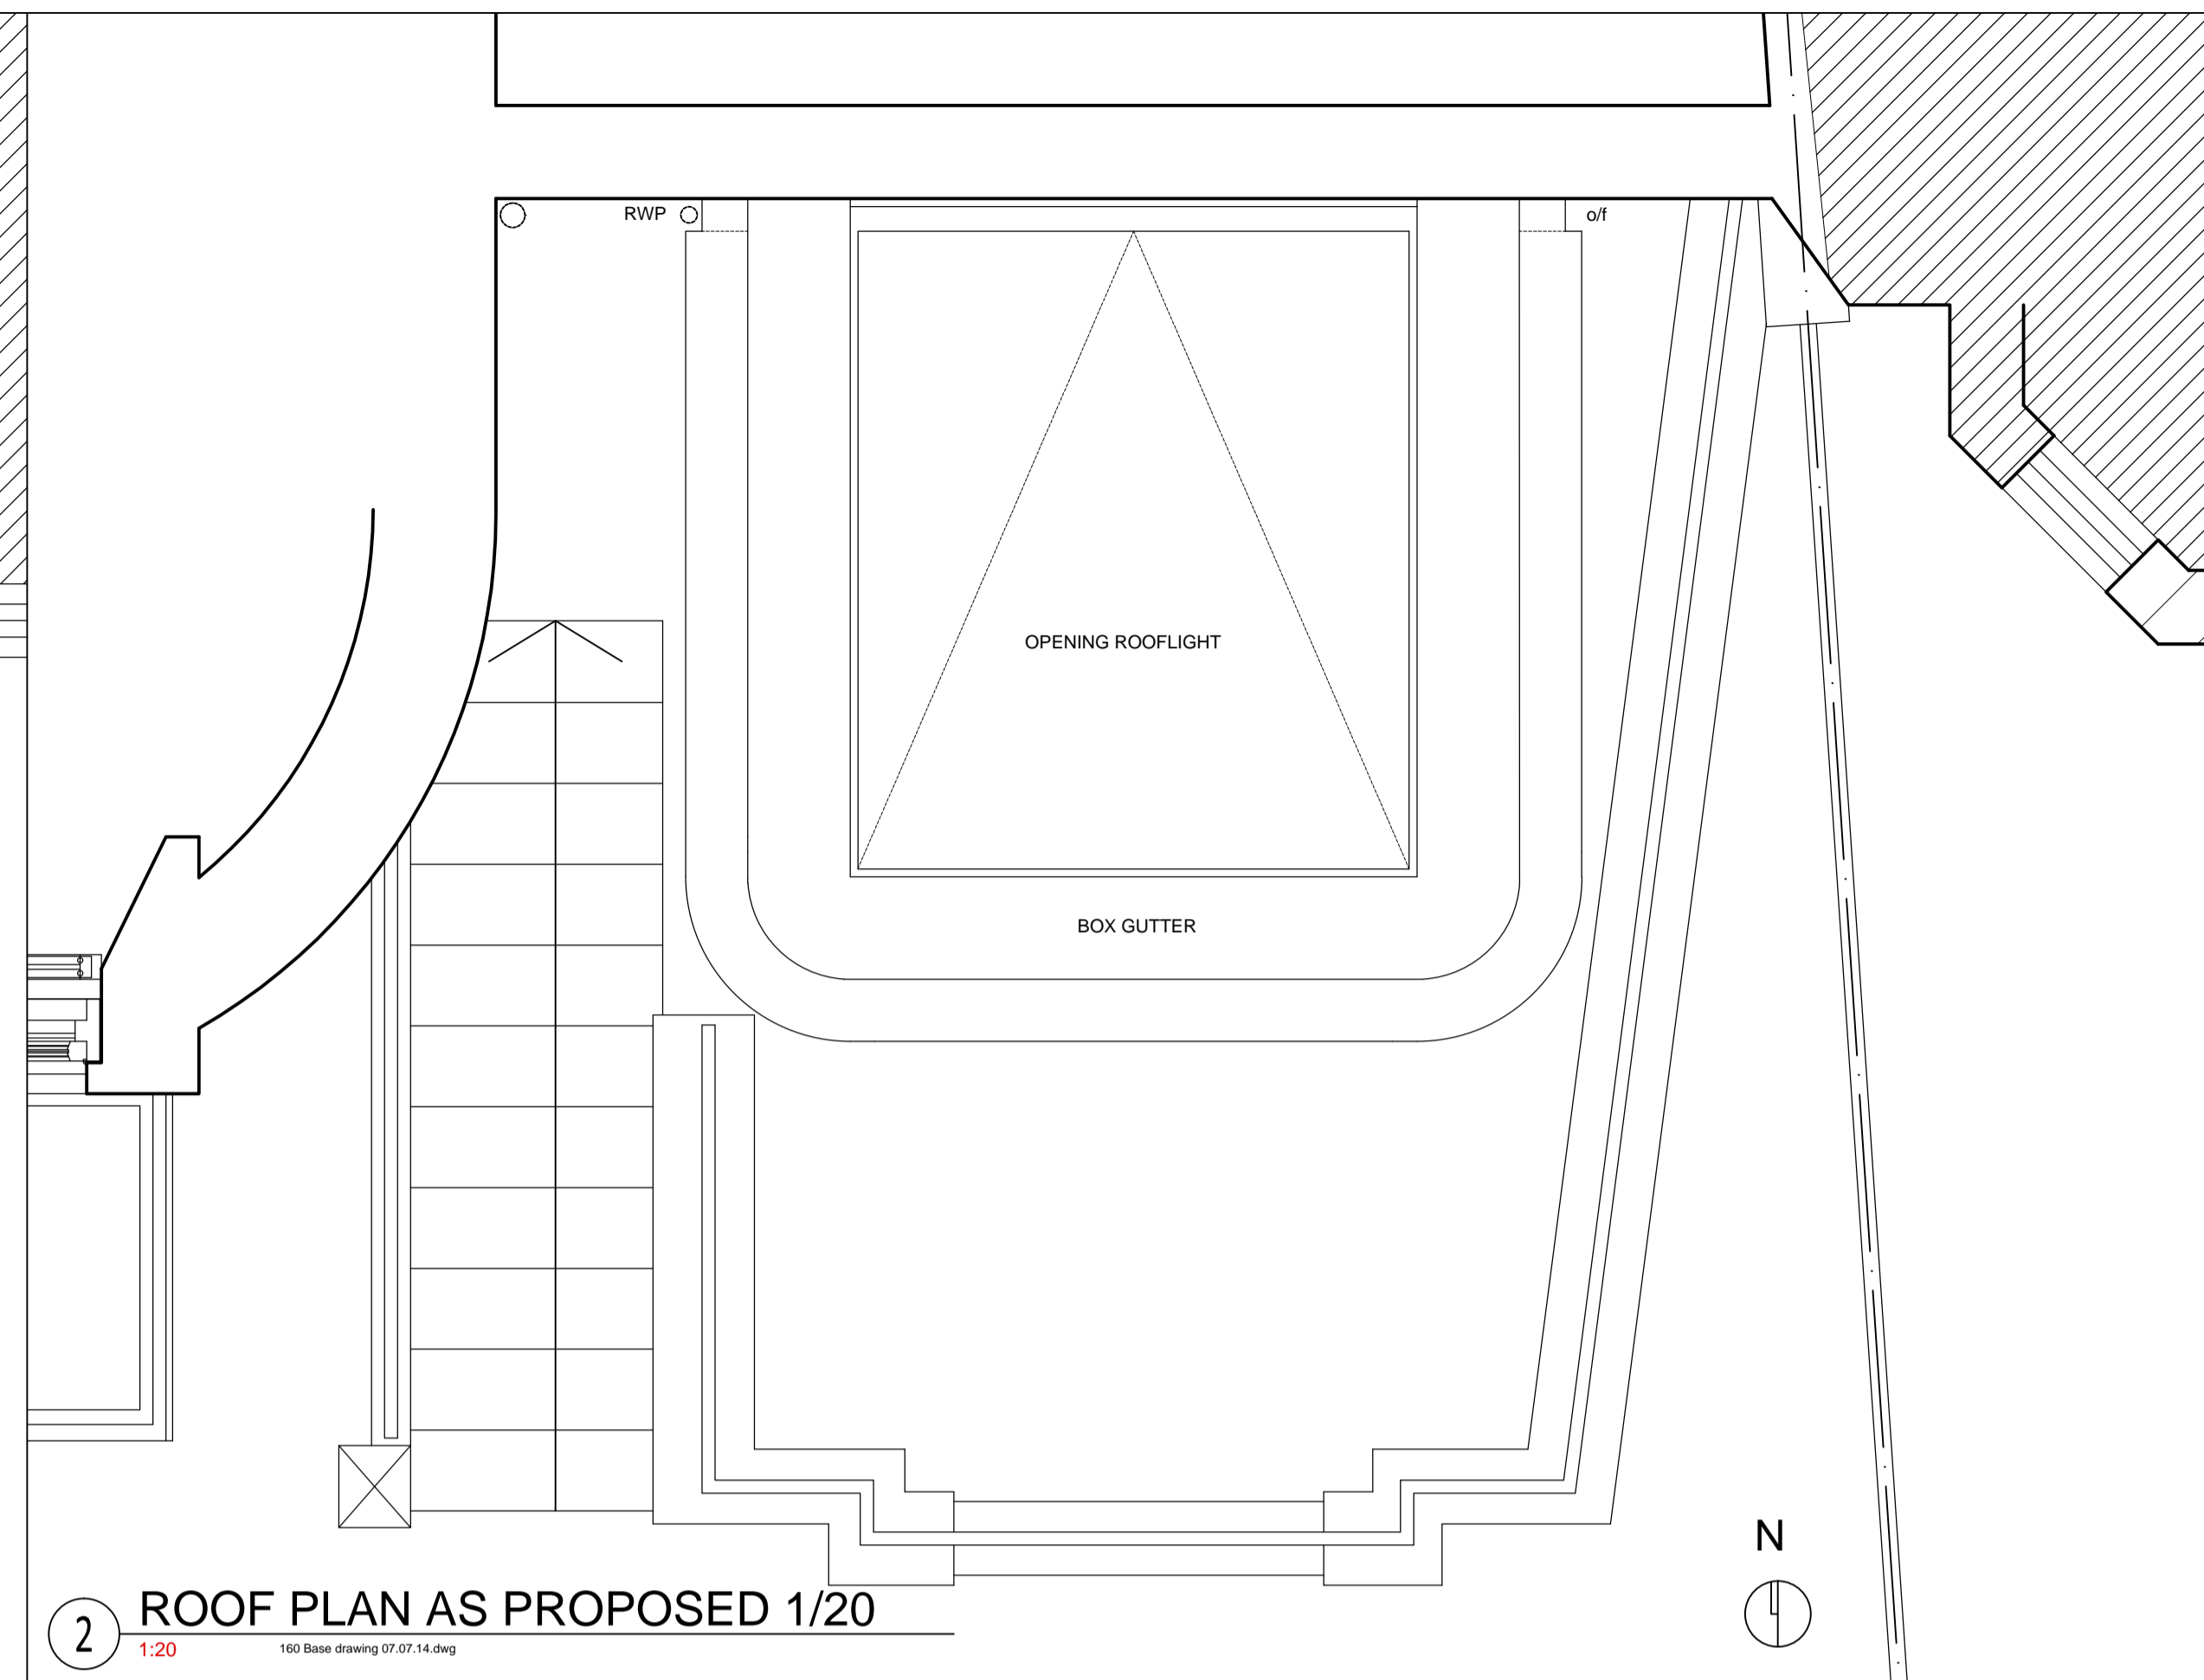 RWP
o/f
OPENING ROOFLIGHT
BOX GUTTER
N
2
ROOF PLAN AS PROPOSED 1/20
1:20
160 Base drawing 07.07.14.dwg